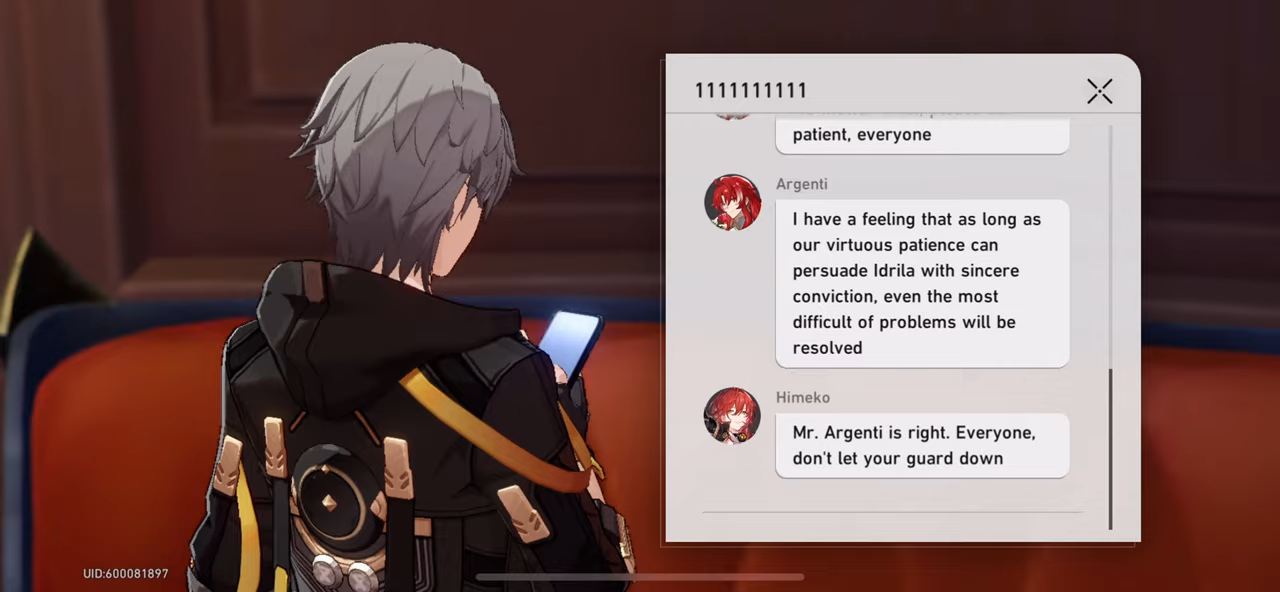 1111111111
patient, everyone
Argenti
I have a feeling that as long as
our virtuous patience can
persuade Idrila with sincere
conviction, even the most
difficult of problems will be
resolved
Himeko
Mr. Argenti is right. Everyone,
don't let your guard down
UID:600081897